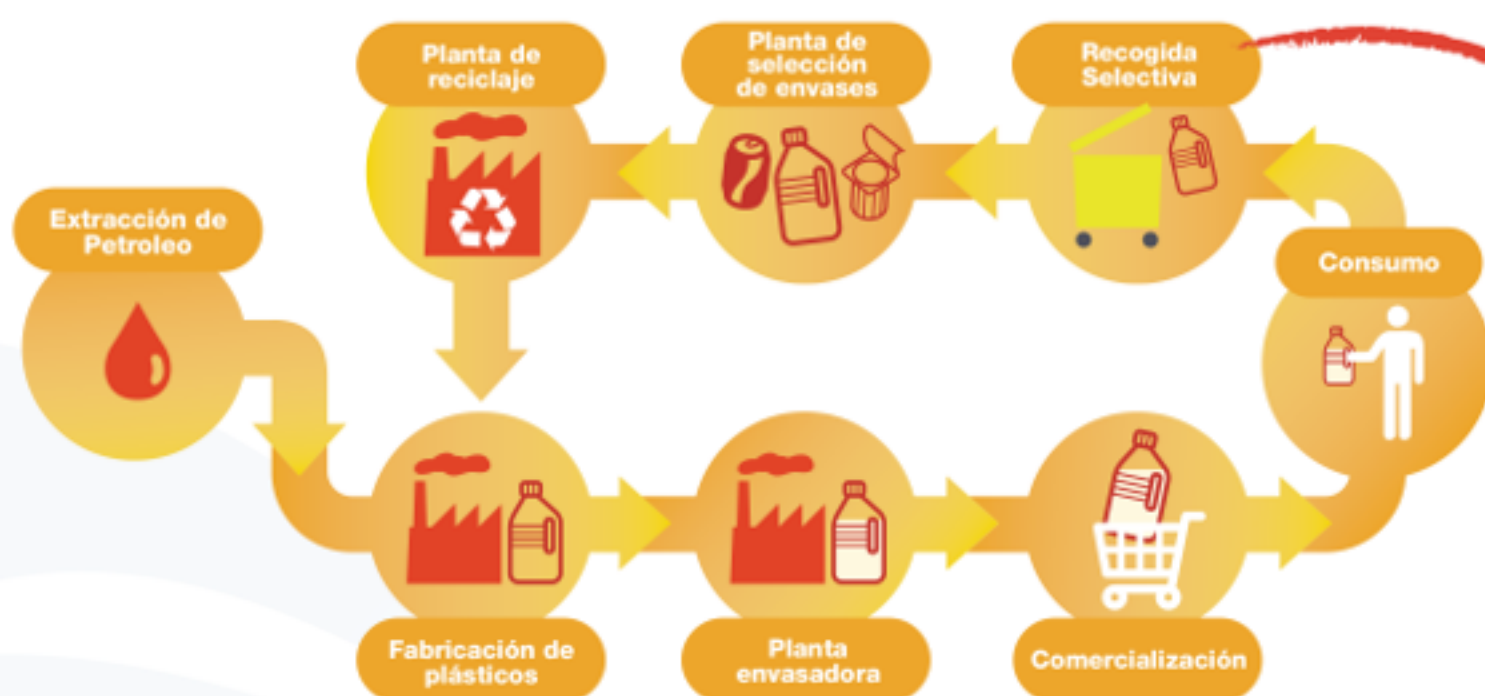 Planta de
reciclaje
Planta de
selección
de envases
Recogida
Selectiva
Extracción de
Petroleo
Consumo
Fabricación de
plásticos
Planta
envasadora
Comercialización